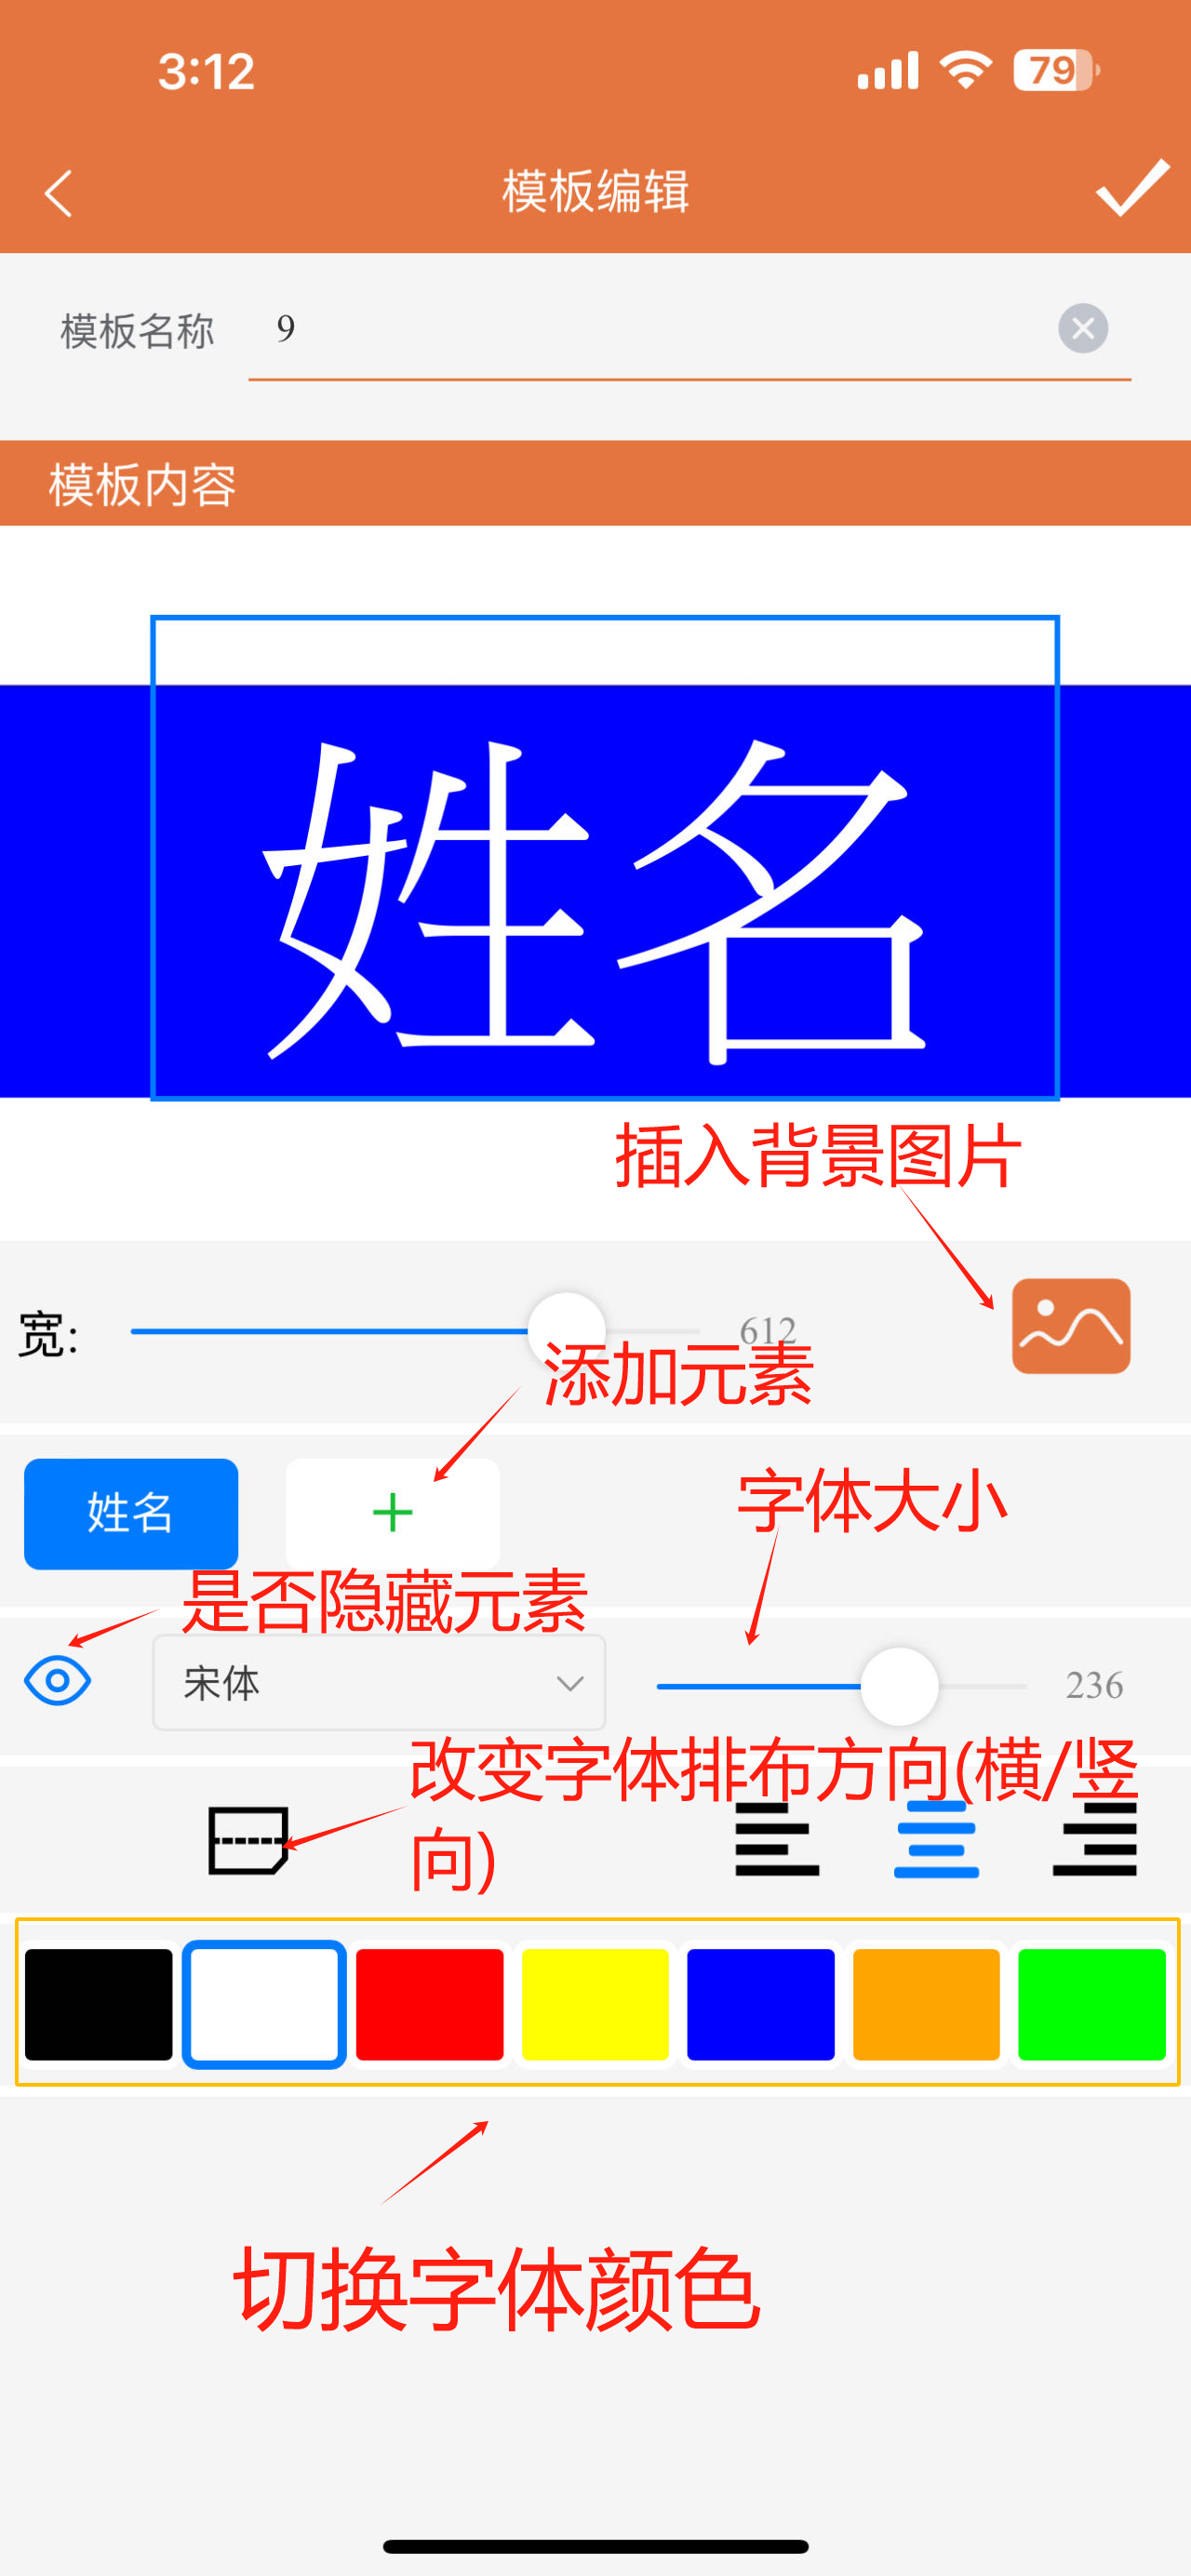 3:12
79
模板编辑
模板名称 9
模板内容
姓名
插入背景图片
宽: 612
添加元素
姓名 +
字体大小
是否隐藏元素
宋体 236
改变字体排布方向(横/竖
向)
切换字体颜色